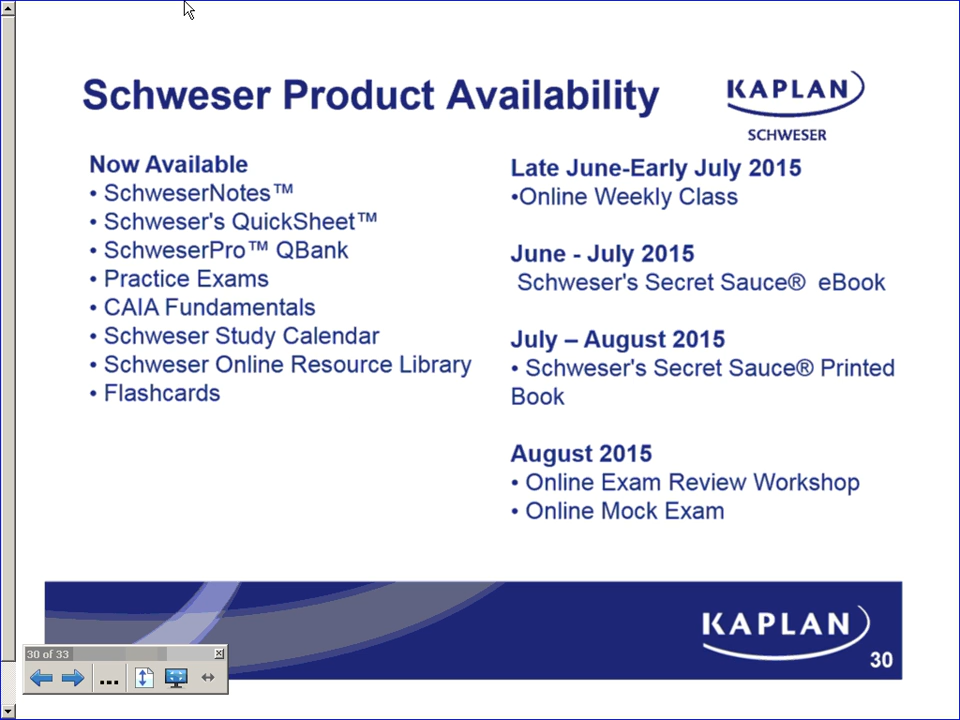 Schweser Product Availability
KAPLAN
SCHWESER
Now Available
• SchweserNotes™
• Schweser's QuickSheet™
• SchweserPro™ QBank
• Practice Exams
• CAIA Fundamentals
• Schweser Study Calendar
• Schweser Online Resource Library
• Flashcards
Late June-Early July 2015
•Online Weekly Class
June - July 2015
Schweser's Secret Sauce® eBook
July – August 2015
• Schweser's Secret Sauce® Printed
Book
August 2015
• Online Exam Review Workshop
• Online Mock Exam
KAPLAN
30
30 of 33
...